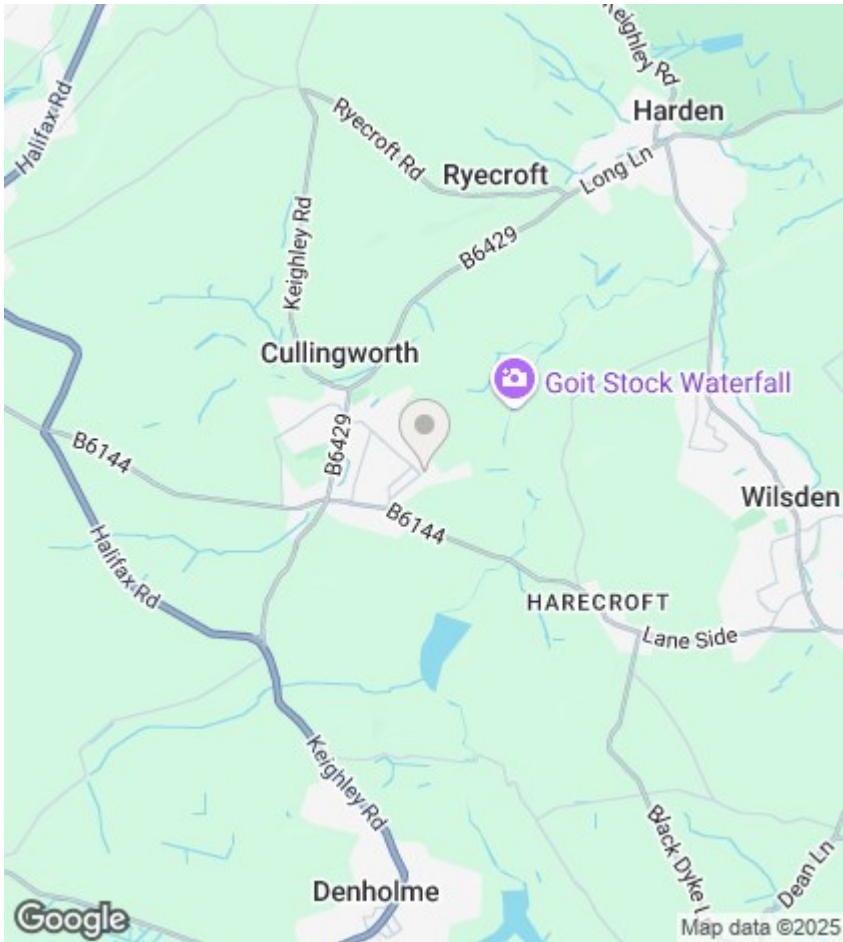 Keighley Rd
Harden
Halifax Rd
Ryecroft Rd
Ryecroft
Long Ln
Keighley Rd
B6429
Cullingworth
Goit Stock Waterfall
B6429
B6144
Wilsden
B6144
Halifax Rd
HARECROFT
Lane Side
Keighley Rd
Black Dyke L
Dean Ln
Denholme
Google
Map data ©2025